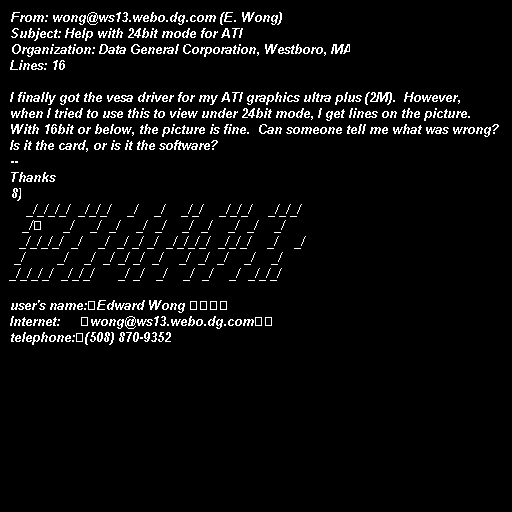 From: wong@ws13.webo.dg.com (E. Wong)
Subject: Help with 24bit mode for ATI
Organization: Data General Corporation, Westboro, MA
Lines: 16

I finally got the vesa driver for my ATI graphics ultra plus (2M).  However,
when I tried to use this to view under 24bit mode, I get lines on the picture.
With 16bit or below, the picture is fine.  Can someone tell me what was wrong?
Is it the card, or is it the software?
--
Thanks
8)
    _/_/_/_/  _/_/_/    _/     _/    _/_/    _/_/_/    _/_/_/
   _/        _/    _/   _/    _/  _/     _/   _/    _/   _/    _/
  _/_/_/_/  _/     _/  _/  _/  _/  _/_/_/_/  _/_/_/    _/     _/
 _/        _/    _/  _/_/_/_/  _/     _/   _/   _/    _/    _/
_/_/_/_/  _/_/_/      _/_/    _/     _/   _/    _/  _/_/_/

user's name: Edward Wong
Internet: wong@ws13.webo.dg.com
telephone: (508) 870-9352